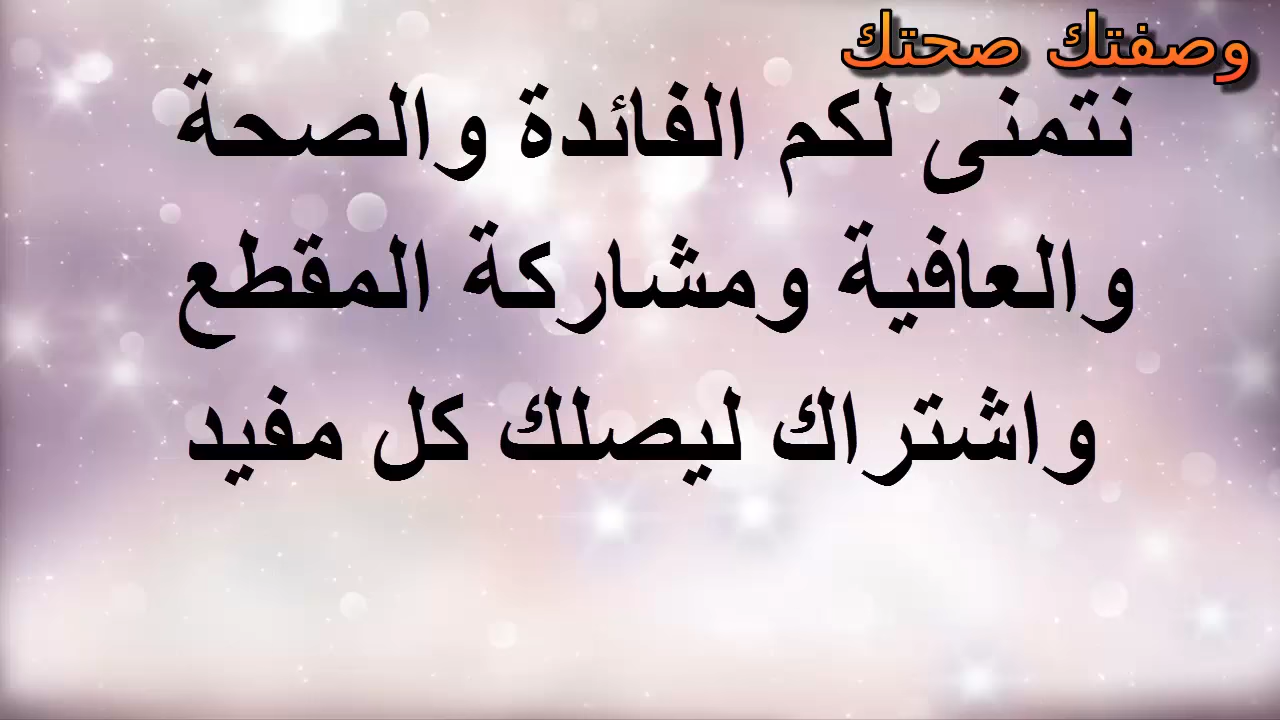 وصفتك صحتك
نتمنى لكم الفائدة والصحة
والعافية ومشاركة المقطع
واشتراك ليصلك كل مفيد